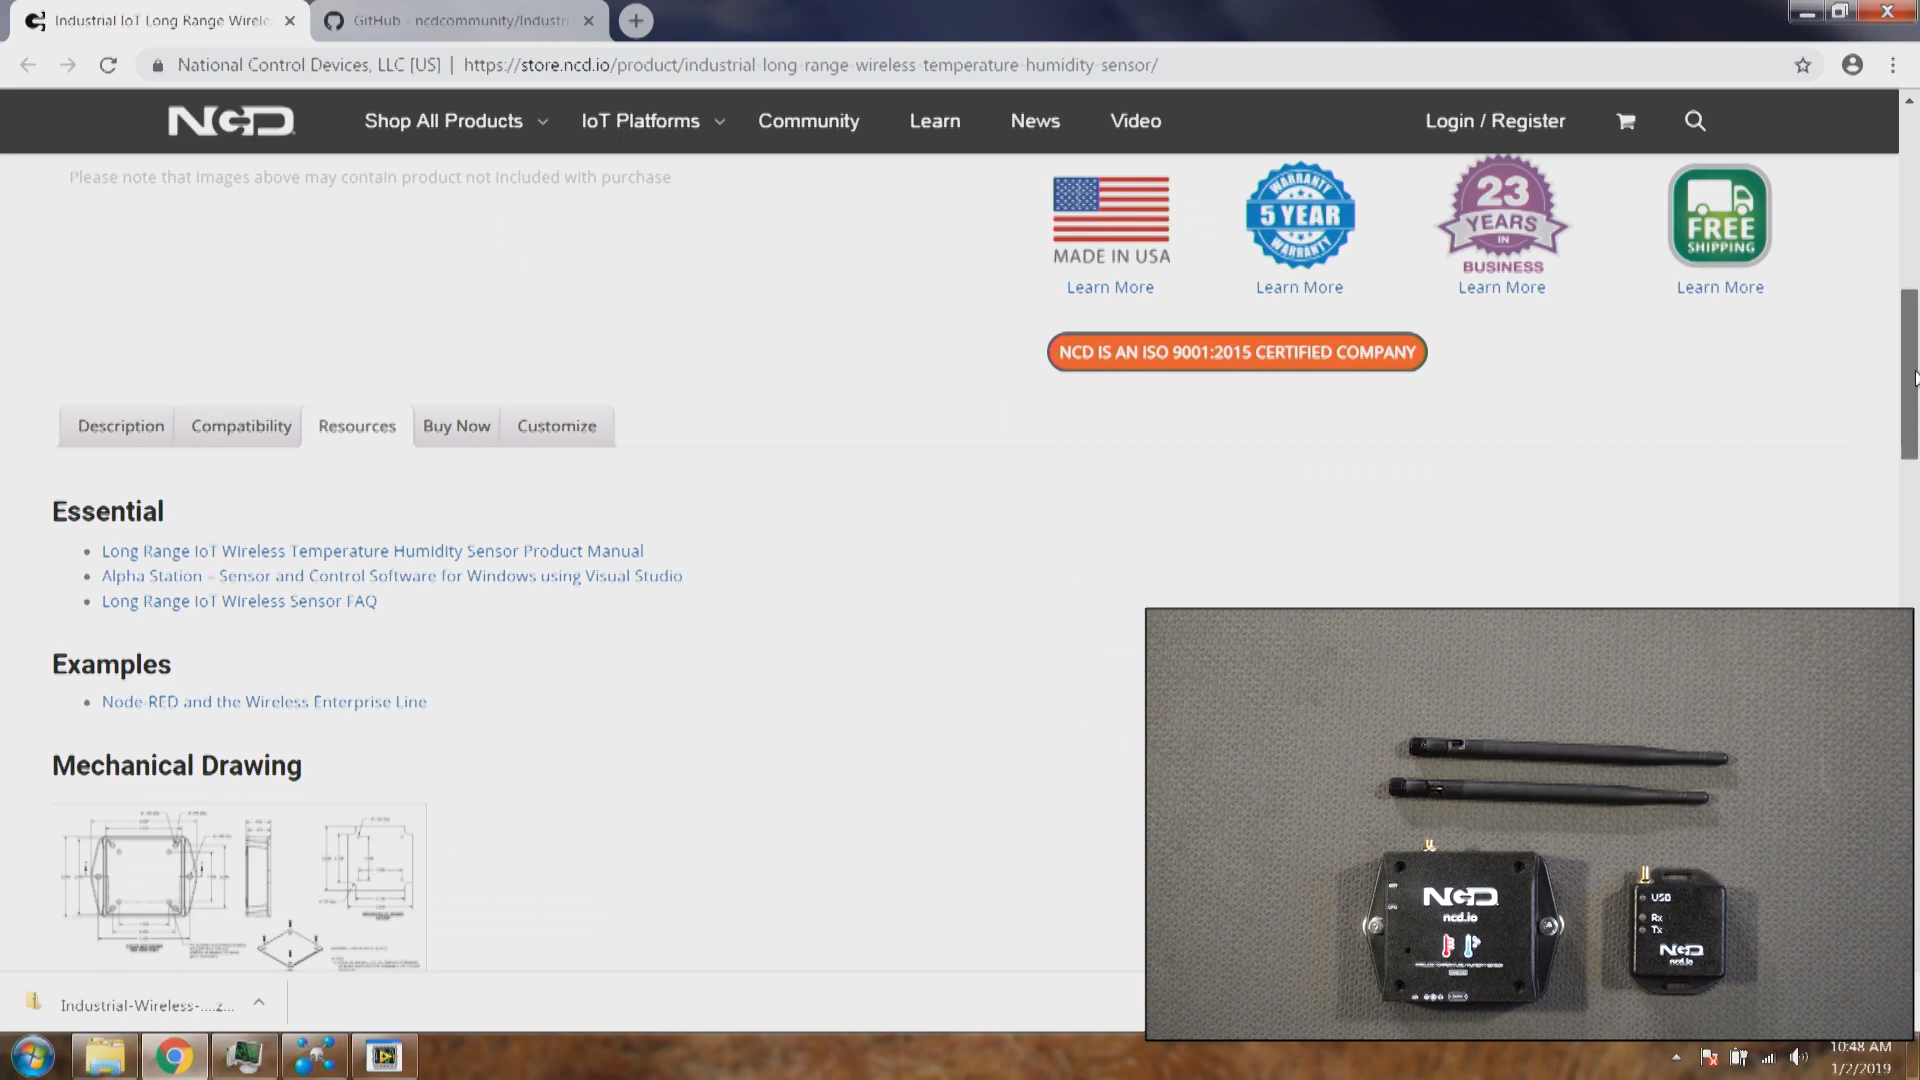 Industrial IoT Long Range Wirele
GitHub - ncdcommunity/Industri
National Control Devices, LLC [US] | https://store.ncd.io/product/industrial-long-range-wireless-temperature-humidity-sensor/
NCD
Shop All Products
IoT Platforms
Community
Learn
News
Video
Login / Register
Please note that images above may contain product not included with purchase
MADE IN USA
WARRANTY
5 YEAR
WARRANTY
23
YEARS
IN
BUSINESS
FREE
SHIPPING
Learn More
Learn More
Learn More
Learn More
NCD IS AN ISO 9001:2015 CERTIFIED COMPANY
Description
Compatibility
Resources
Buy Now
Customize
Essential
Long Range IoT Wireless Temperature Humidity Sensor Product Manual
Alpha Station – Sensor and Control Software for Windows using Visual Studio
Long Range IoT Wireless Sensor FAQ
Examples
Node-RED and the Wireless Enterprise Line
Mechanical Drawing
NCD
ncd.io
WIRELESS TEMPERATURE/HUMIDITY SENSOR
USB
Rx
Tx
NCD
ncd.io
Industrial-Wireless-....z...
10:48 AM
1/2/2019